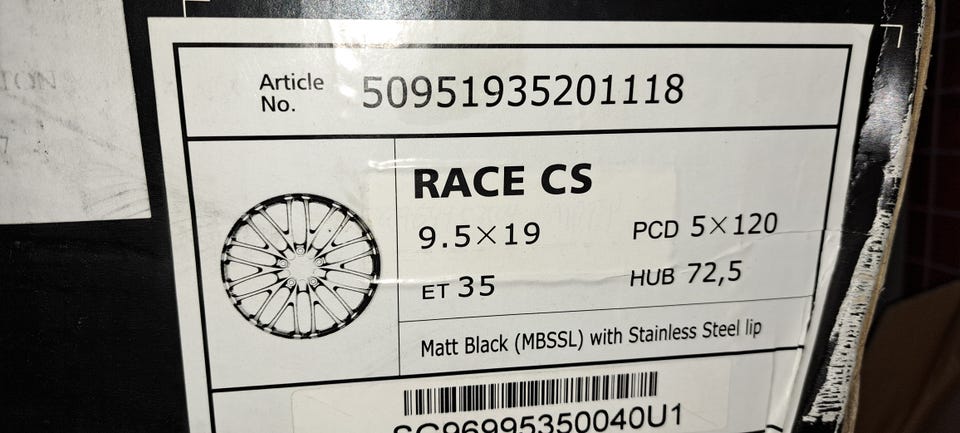 Article No. 50951935201118
RACE CS
9.5×19 PCD 5×120
ET 35 HUB 72,5
Matt Black (MBSSL) with Stainless Steel lip
SG96995350040U1